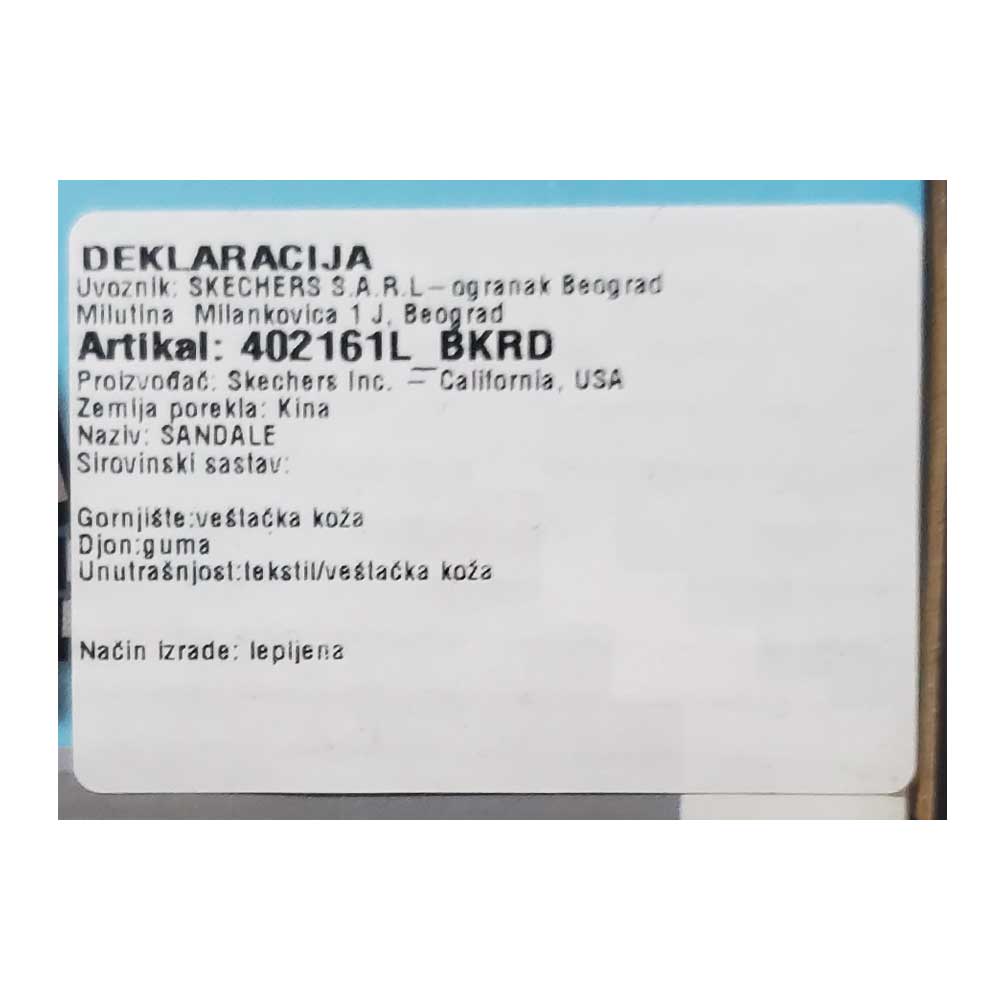 DEKLARACIJA
Uvoznik: SKECHERS S.A.R.L-ogranak Beograd
Milutina Milankovica 1 J, Beograd
Artikal: 402161L_BKRD
Proizvođač: Skechers Inc. - California, USA
Zemlja porekla: Kina
Naziv: SANDALE
Sirovinski sastav:
Gornjište:veštačka koža
Djon:guma
Unutrašnjost:tekstil/veštačka koža
Način izrade: lepljena